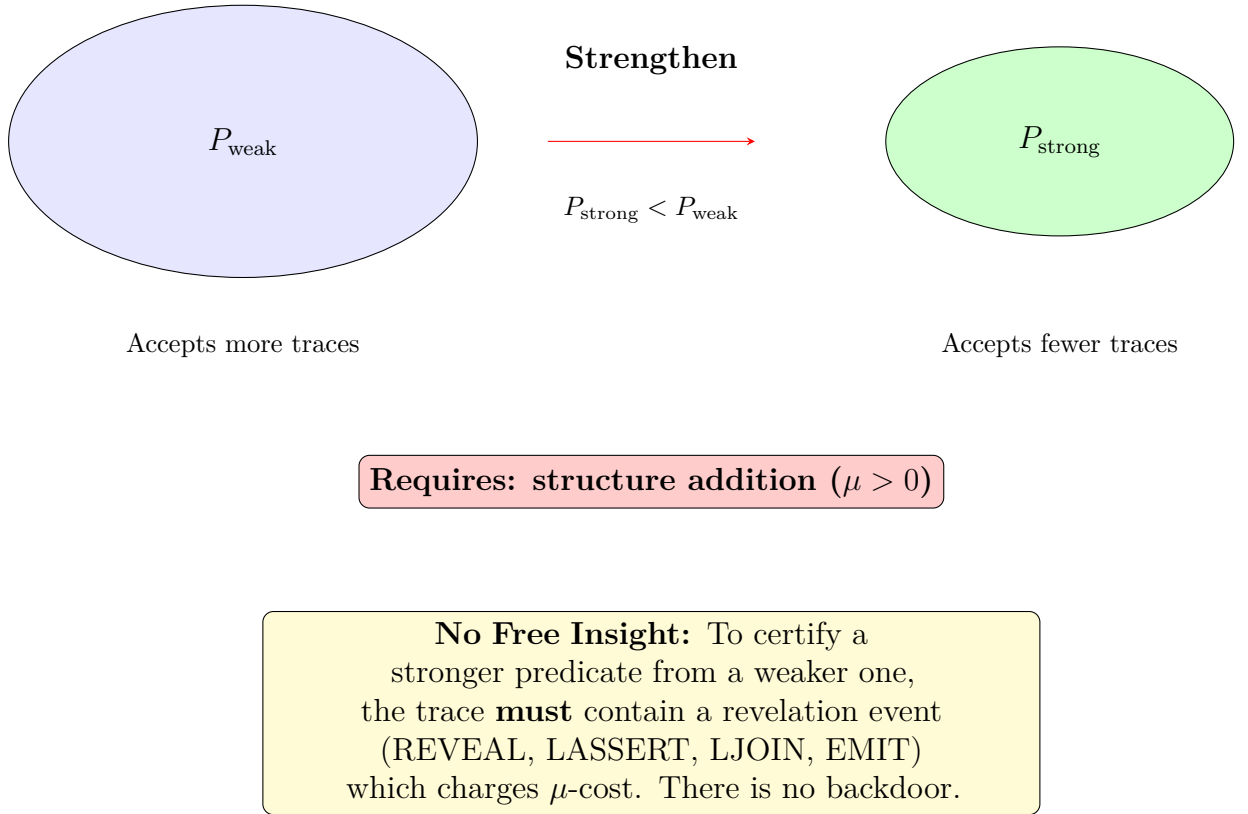 Strengthen
P_weak
P_strong
P_strong < P_weak
Accepts more traces
Accepts fewer traces
Requires: structure addition (μ > 0)
No Free Insight: To certify a
stronger predicate from a weaker one,
the trace must contain a revelation event
(REVEAL, LASSERT, LJOIN, EMIT)
which charges μ-cost. There is no backdoor.